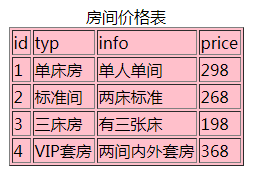 房间价格表
id typ info price
1 单床房 单人单间 298
2 标准间 两床标准 268
3 三床房 有三张床 198
4 VIP套房 两间内外套房 368